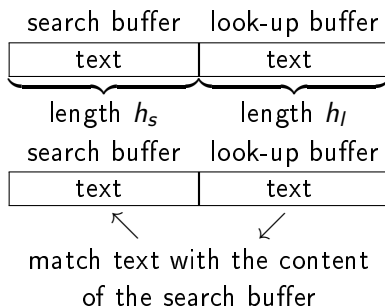 search buffer look-up buffer
text text
length h_s length h_l
search buffer look-up buffer
text text
match text with the content
of the search buffer